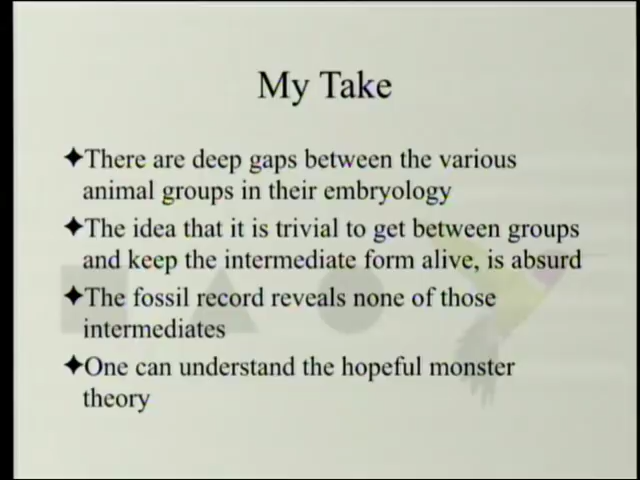 My Take
There are deep gaps between the various
animal groups in their embryology
The idea that it is trivial to get between groups
and keep the intermediate form alive, is absurd
The fossil record reveals none of those
intermediates
One can understand the hopeful monster
theory